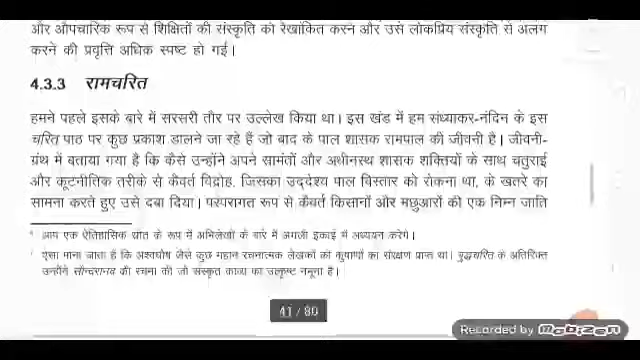 और औपचारिक रूप से शिक्षितों की संस्कृति को रेखांकित करने और उसे लोकप्रिय संस्कृति से अलग
करने की प्रवृत्ति अधिक स्पष्ट हो गई।
4.3.3 रामचरित
हमने पहले इसके बारे में सरसरी तौर पर उल्लेख किया था। इस खंड में हम संध्याकर-नंदिन के इस
चरित पाठ पर कुछ प्रकाश डालने जा रहे हैं जो बाद के पाल शासक रामपाल की जीवनी है। जीवनी-
ग्रंथ में बताया गया है कि कैसे उन्होंने अपने सामंतों और अधीनस्थ शासक शक्तियों के साथ चतुराई
और कूटनीतिक तरीके से कैवर्त विद्रोह, जिसका उद्देश्य पाल विस्तार को रोकना था, के खतरे का
सामना करते हुए उसे दबा दिया। परंपरागत रूप से कैवर्त किसानों और मछुआरों की एक निम्न जाति
आप एक ऐतिहासिक स्रोत के रूप में अभिलेखों के बारे में अगली इकाई में अध्ययन करेंगे।
ऐसा माना जाता है कि अश्वघोष जैसे कुछ महान रचनात्मक लेखकों को कुषाणों का संरक्षण प्राप्त था। बुद्धचरित के अतिरिक्त
उन्होंने सौन्दरानन्द की रचना की जो संस्कृत काव्य का उत्कृष्ट नमूना है।
41 / 80
Recorded by Mobizen